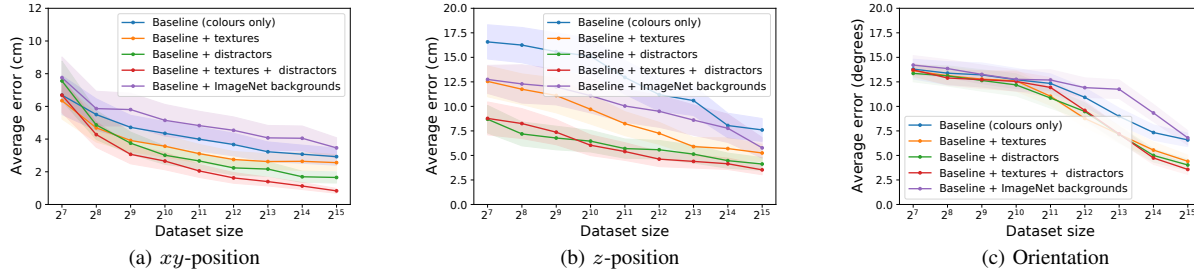 Average error (cm)
12
10
8
6
4
2
0
Baseline (colours only)
Baseline + textures
Baseline + distractors
Baseline + textures + distractors
Baseline + ImageNet backgrounds
2^7 2^8 2^9 2^10 2^11 2^12 2^13 2^14 2^15
Dataset size
(a) xy-position
Average error (cm)
20.0
17.5
15.0
12.5
10.0
7.5
5.0
2.5
0.0
Baseline (colours only)
Baseline + textures
Baseline + distractors
Baseline + textures + distractors
Baseline + ImageNet backgrounds
2^7 2^8 2^9 2^10 2^11 2^12 2^13 2^14 2^15
Dataset size
(b) z-position
Average error (degrees)
20.0
17.5
15.0
12.5
10.0
7.5
5.0
2.5
0.0
Baseline (colours only)
Baseline + textures
Baseline + distractors
Baseline + textures + distractors
Baseline + ImageNet backgrounds
2^7 2^8 2^9 2^10 2^11 2^12 2^13 2^14 2^15
Dataset size
(c) Orientation